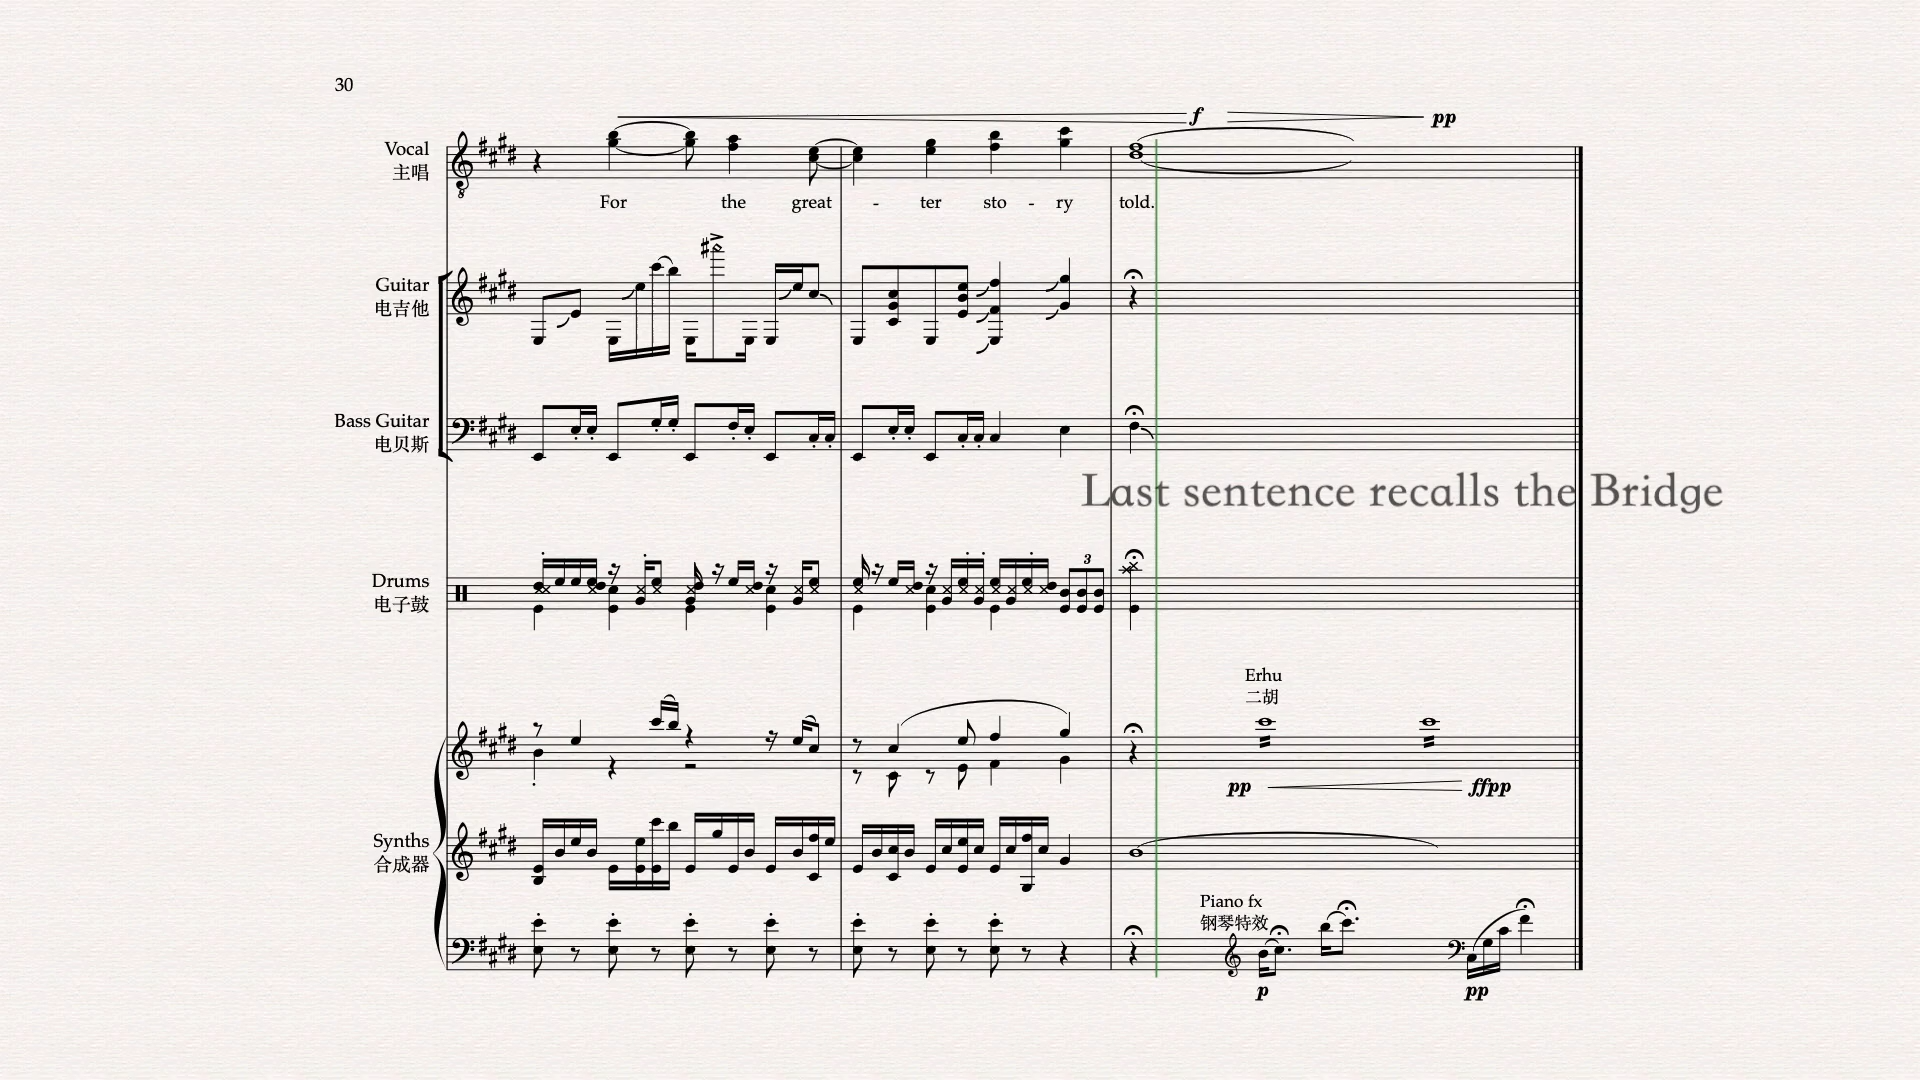 30
f pp
Vocal
主唱
For the great - ter sto - ry told.
Guitar
电吉他
Bass Guitar
电贝斯
Last sentence recalls the Bridge
3
Drums
电子鼓
Erhu
二胡
pp ffpp
Synths
合成器
Piano fx
钢琴特效
p pp